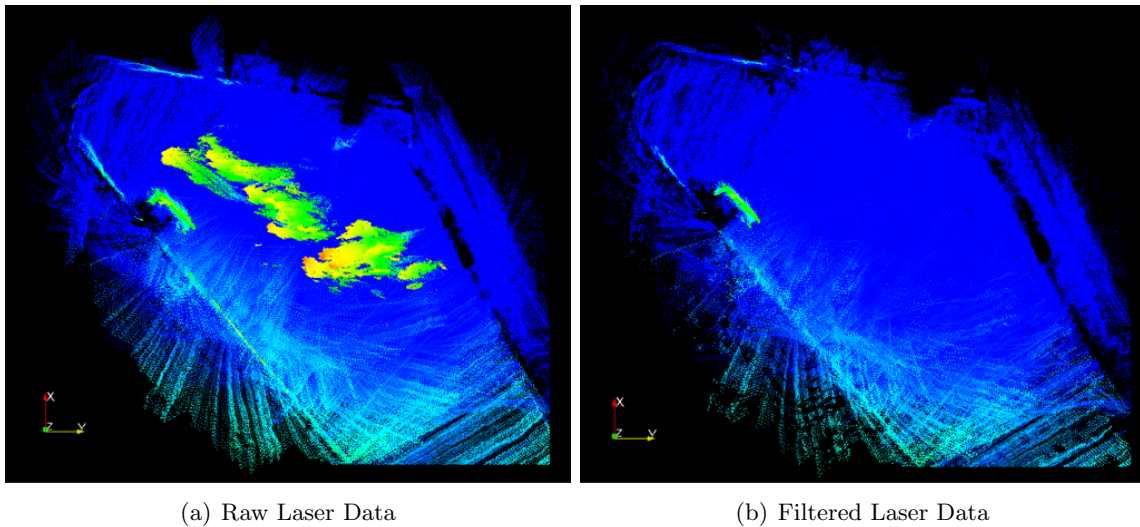 X
Z
Y
X
Z
Y
(a) Raw Laser Data
(b) Filtered Laser Data